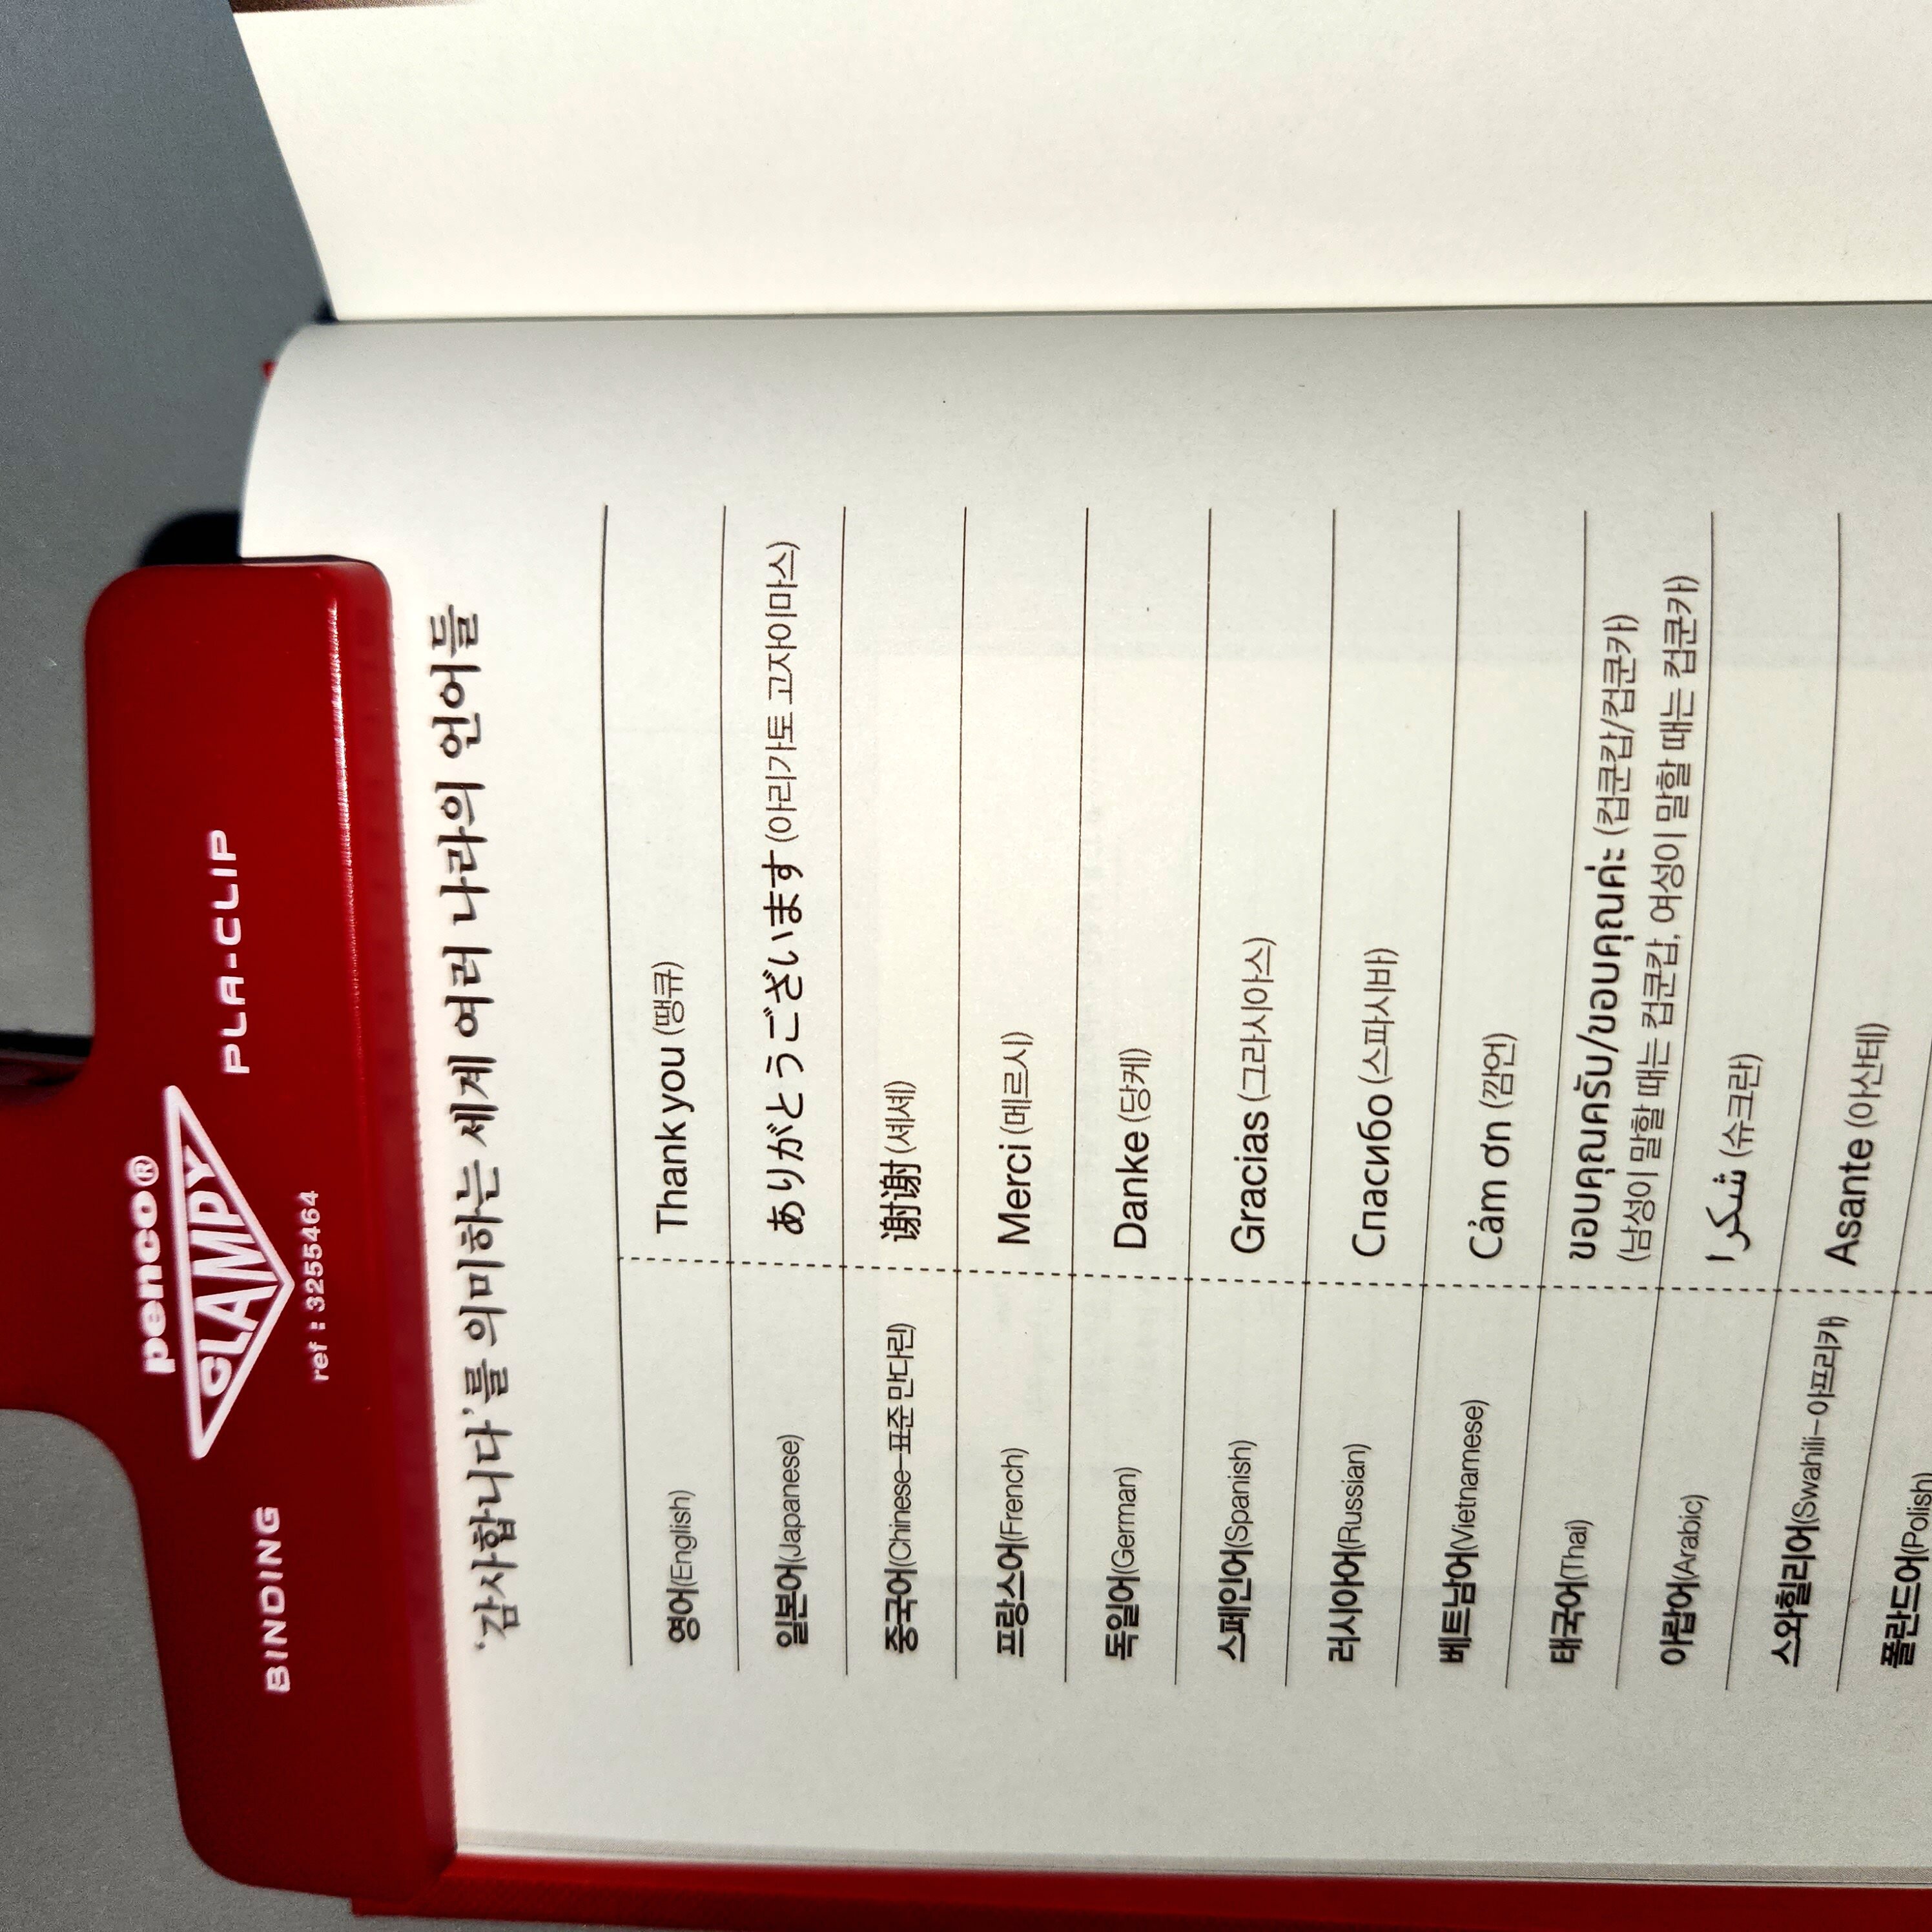 penco®
CLAMPY
BINDING PLA-CLIP
ref : 3255464
‘감사합니다’를 의미하는 세계 여러 나라의 언어들
영어(English) Thank you (땡큐)
일본어(Japanese) ありがとうございます (아리가토 고자이마스)
중국어(Chinese–표준 만다린) 谢谢 (셰셰)
프랑스어(French) Merci (메르시)
독일어(German) Danke (당케)
스페인어(Spanish) Gracias (그라시아스)
러시아어(Russian) Спасибо (스파시바)
베트남어(Vietnamese) Cảm ơn (깜언)
태국어(Thai) ขอบคุณครับ/ขอบคุณค่ะ (컵쿤캅/컵쿤카)
(남성이 말할 때는 컵쿤캅, 여성이 말할 때는 컵쿤카)
아랍어(Arabic) شكرا (슈크란)
스와힐리어(Swahili–아프리카) Asante (아산테)
폴란드어(Polish)